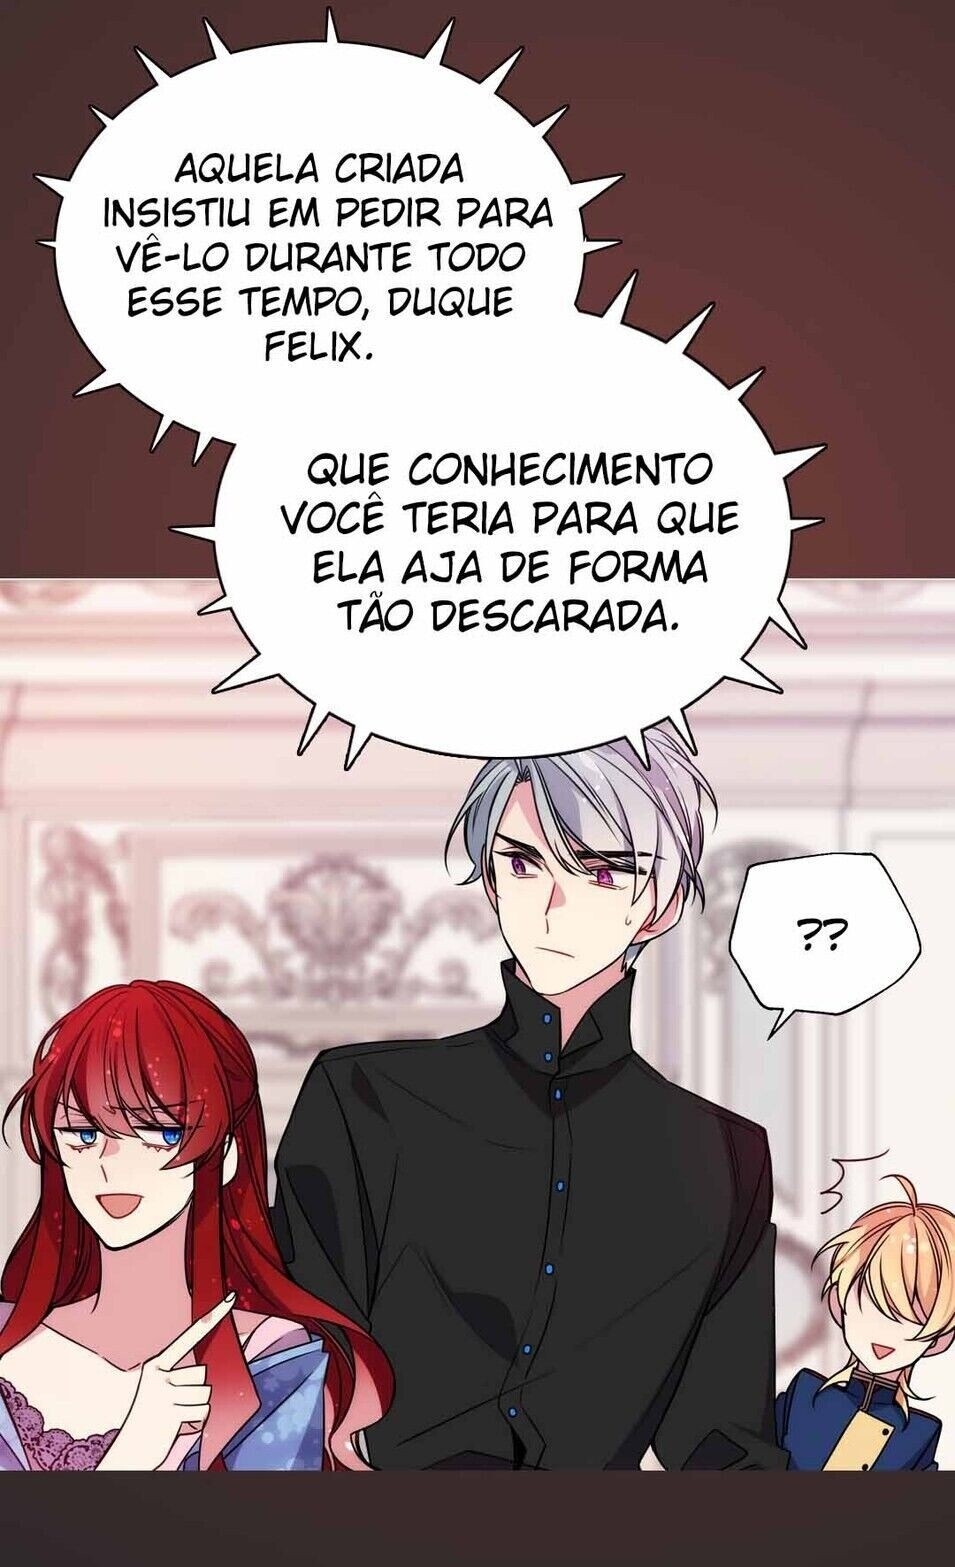 AQUELA CRIADA
INSISTIU EM PEDIR PARA
VÊ-LO DURANTE TODO
ESSE TEMPO, DUQUE
FELIX.
QUE CONHECIMENTO
VOCÊ TERIA PARA QUE
ELA AJA DE FORMA
TÃO DESCARADA.
??